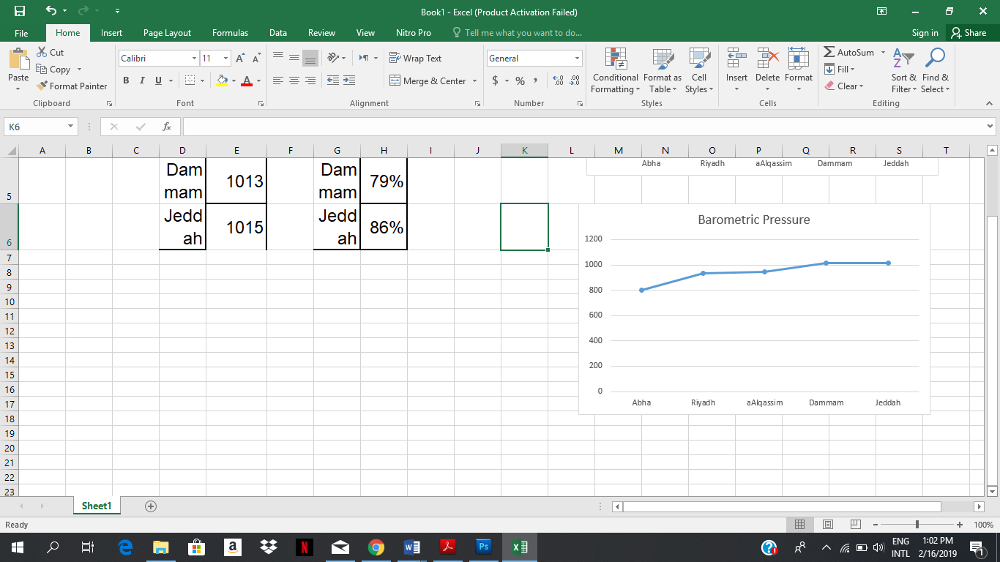 Book1 - Excel (Product Activation Failed)
File Home Insert Page Layout Formulas Data Review View Nitro Pro Tell me what you want to do... Sign in Share
Paste
Cut
Copy
Format Painter
Clipboard
Calibri 11
B I U
Font
Wrap Text
Merge & Center
Alignment
General
$ % ,
Number
Conditional Formatting
Format as Table
Cell Styles
Styles
Insert Delete Format
Cells
AutoSum
Fill
Clear
Sort & Filter
Find & Select
Editing
K6
fx
A B C D E F G H I J K L M N O P Q R S T
Abha Riyadh aAlqassim Dammam Jeddah
5 Dam 1013 Dam 79%
mam mam
6 Jedd 1015 Jedd 86%
ah ah
7
8
9
10
11
12
13
14
15
16
17
18
19
20
21
22
23
Barometric Pressure
1200
1000
800
600
400
200
0
Abha Riyadh aAlqassim Dammam Jeddah
Sheet1
Ready 100%
ENG 1:02 PM
INTL 2/16/2019